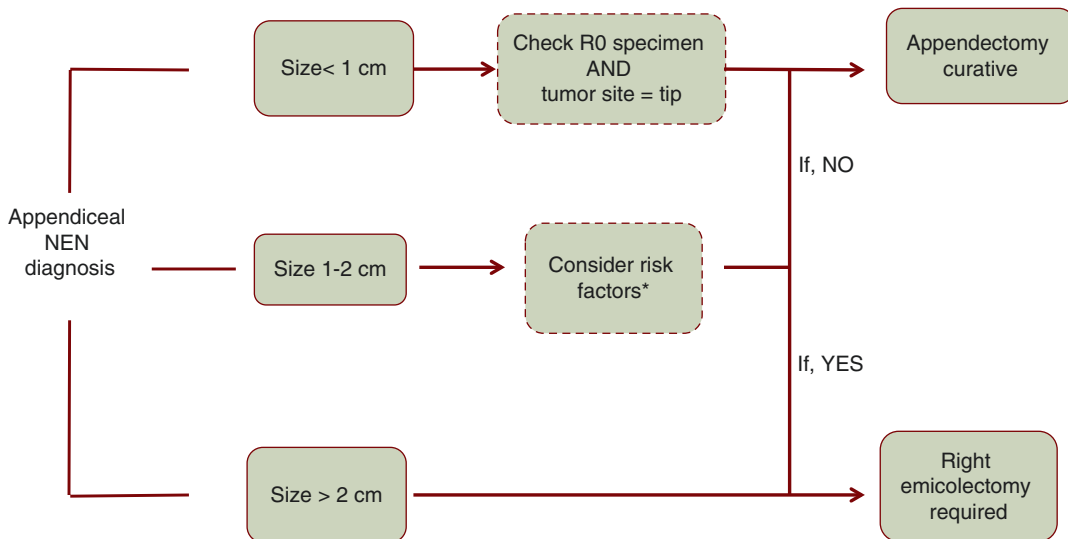 Appendiceal
NEN
diagnosis
Size< 1 cm
Check R0 specimen
AND
tumor site = tip
Appendectomy
curative
If, NO
Size 1-2 cm
Consider risk
factors*
If, YES
Size > 2 cm
Right
emicolectomy
required